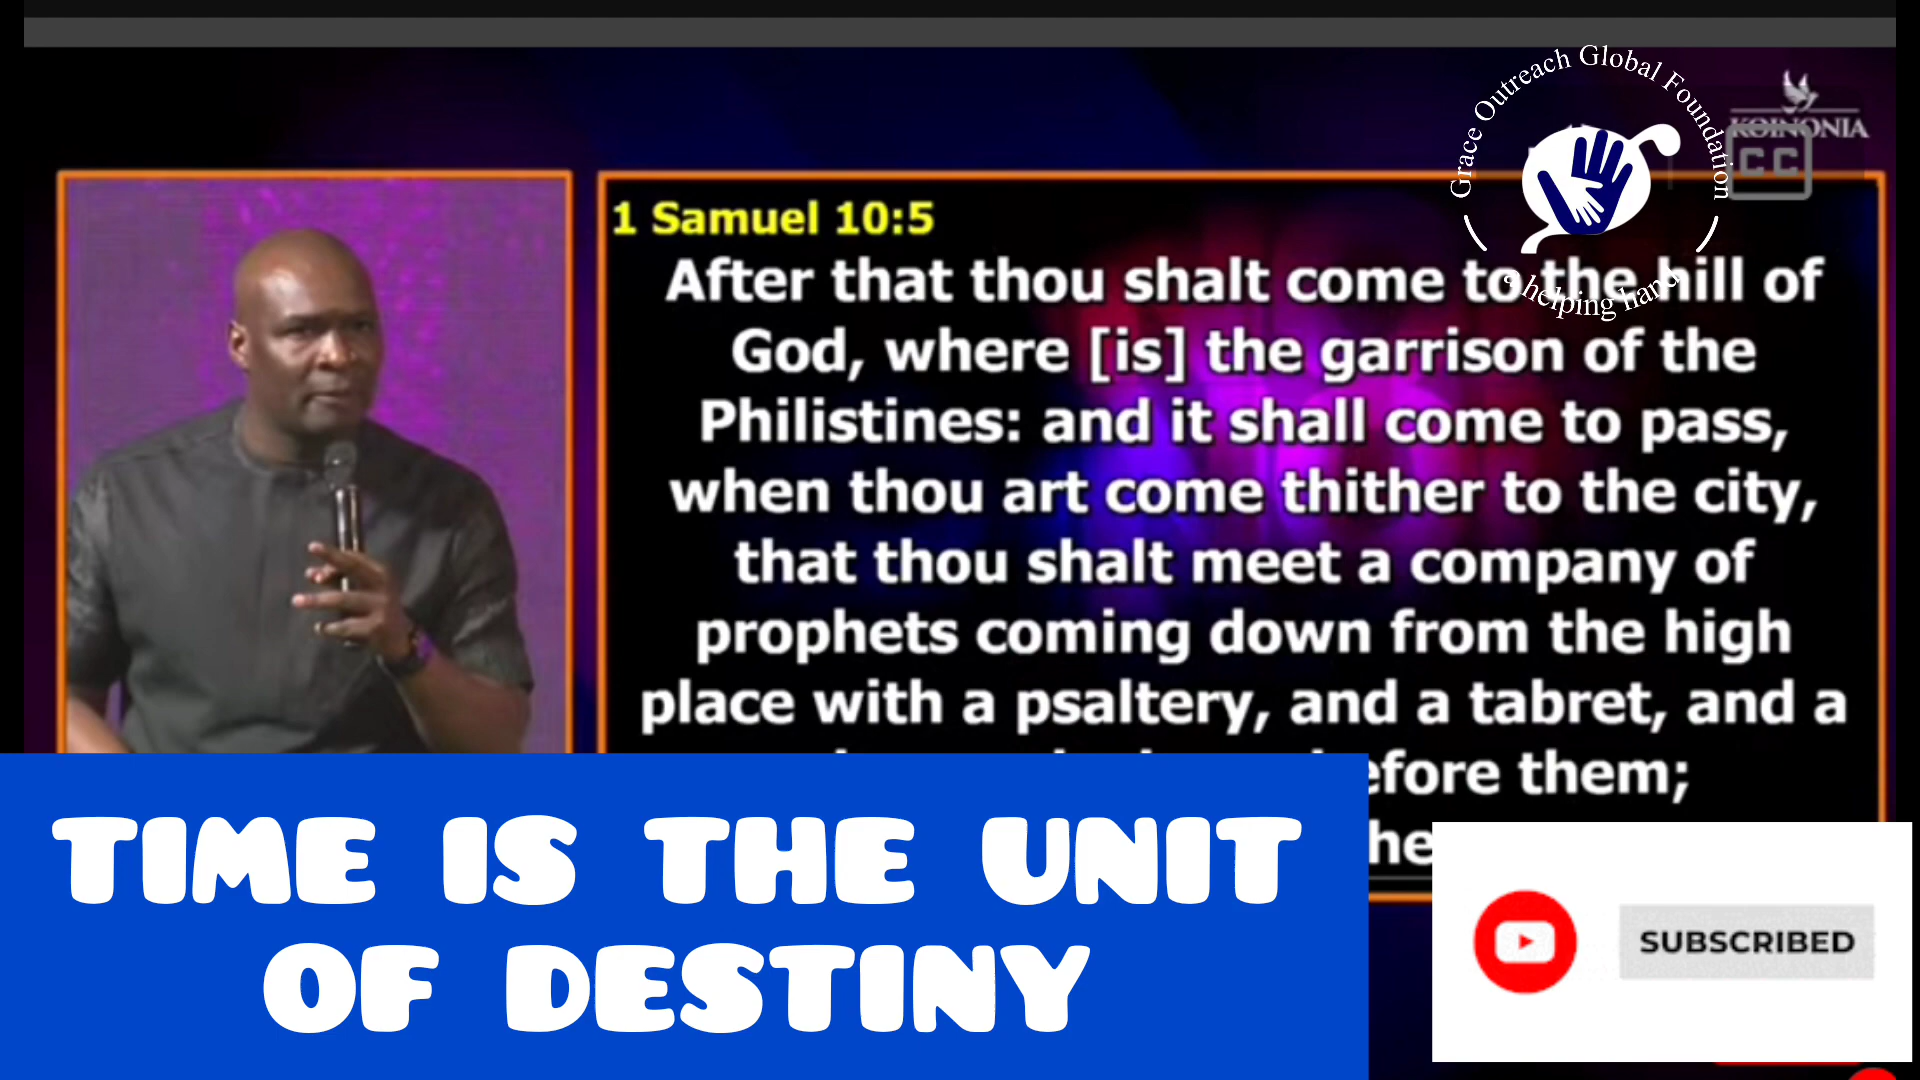 Grace Outreach Global Foundation
a helping hand
KOINONIA
CC
1 Samuel 10:5
After that thou shalt come to the hill of
God, where [is] the garrison of the
Philistines: and it shall come to pass,
when thou art come thither to the city,
that thou shalt meet a company of
prophets coming down from the high
place with a psaltery, and a tabret, and a
before them;
TIME IS THE UNIT
OF DESTINY
SUBSCRIBED